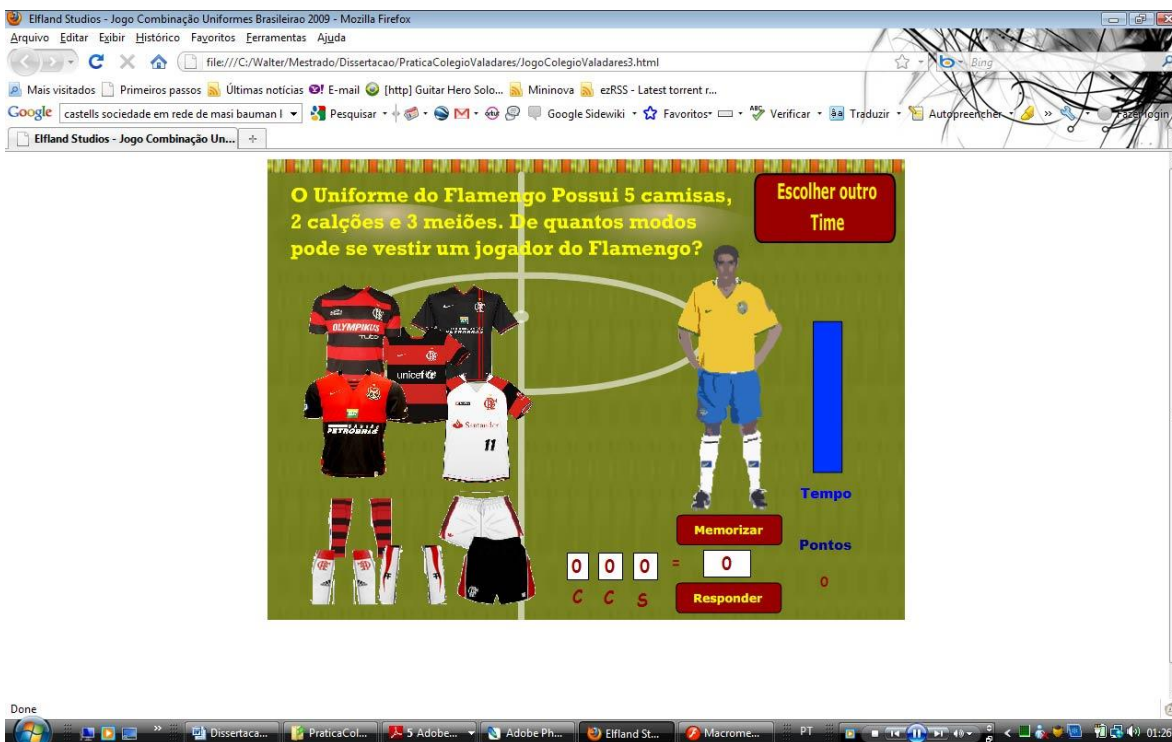 Elfland Studios - Jogo Combinação Uniformes Brasileirao 2009 - Mozilla Firefox
Arquivo Editar Exibir Histórico Favoritos Ferramentas Ajuda
file:///C:/Walter/Mestrado/Dissertacao/PraticaColegioValadares/JogoColegioValadares3.html
Bing
Mais visitados Primeiros passos Últimas notícias E-mail [http] Guitar Hero Solo... Mininova ezRSS - Latest torrent r...
Google castells sociedade em rede de masi bauman l Pesquisar Google Sidewiki Favoritos Verificar Traduzir Autopreencher Fazer login
Elfland Studios - Jogo Combinação Un...
O Uniforme do Flamengo Possui 5 camisas,
2 calções e 3 meiões. De quantos modos
pode se vestir um jogador do Flamengo?
Escolher outro
Time
OLYMPIKUS
unicef
PETROBRAS
Santander
11
Tempo
Memorizar
Pontos
0 0 0 = 0
0
C C S
Responder
Done
Dissertaca... PraticaCol... 5 Adobe... Adobe Ph... Elfland St... Macrome... PT 01:26